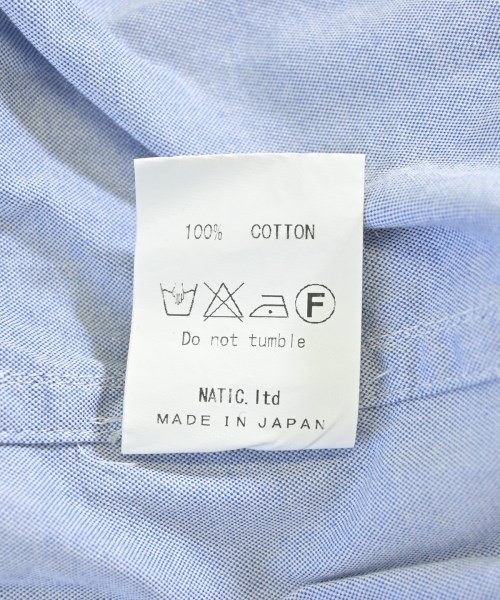 100% COTTON
F
Do not tumble
NATIC.ltd
MADE IN JAPAN